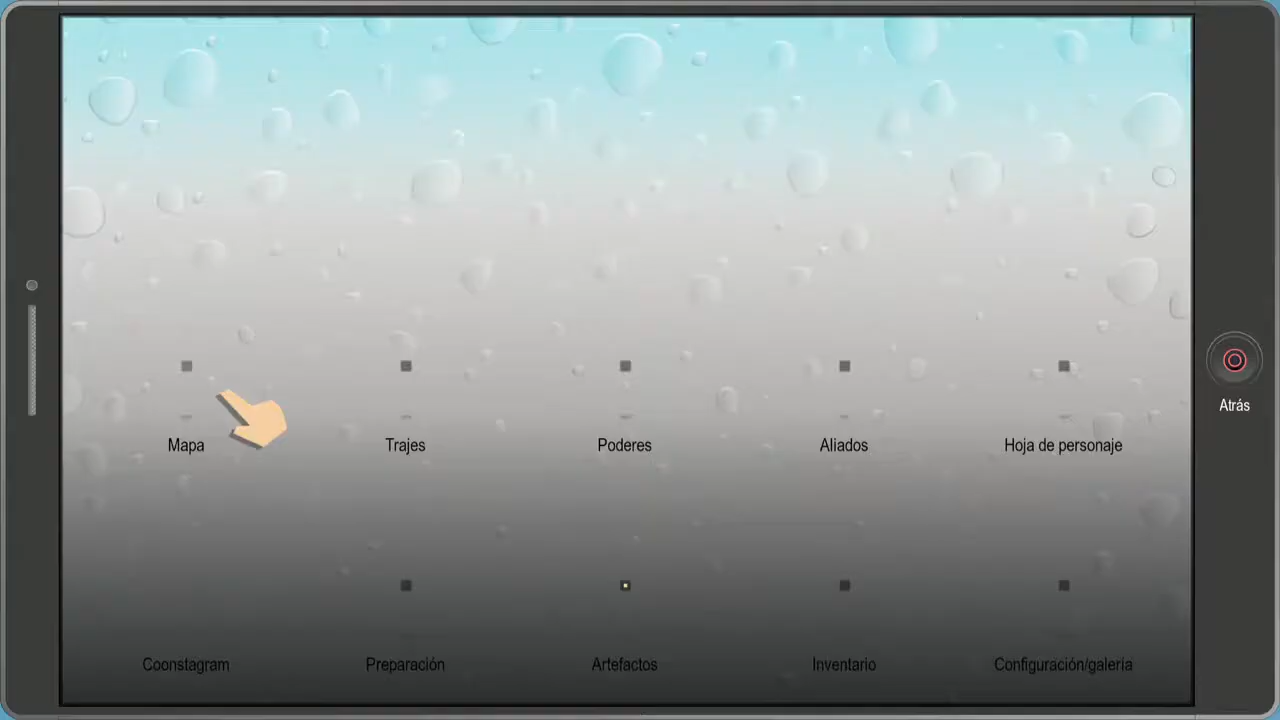 Mapa
Trajes
Poderes
Aliados
Hoja de personaje
Atrás
Coonstagram
Preparación
Artefactos
Inventario
Configuración/galería